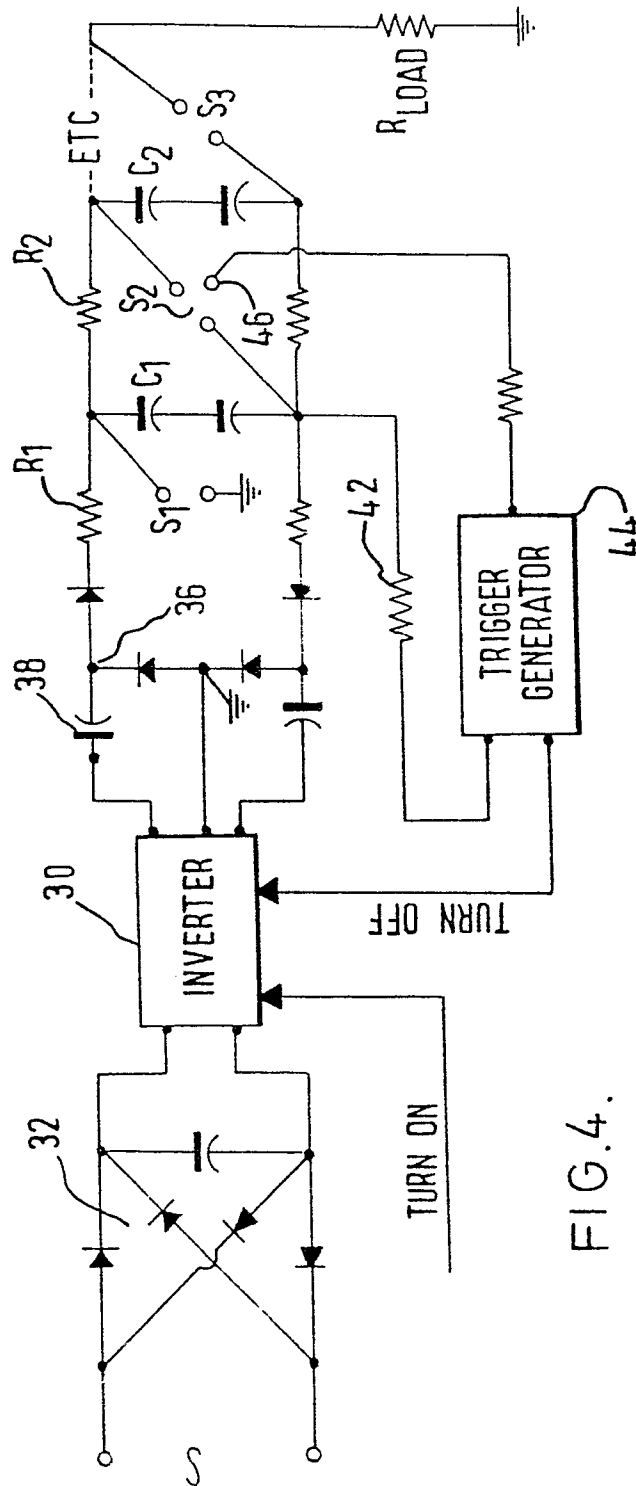 32
30
INVERTER
TURN ON
TURN OFF
38
36
R1
S1
C1
R2
S2
46
C2
ETC
S3
RLOAD
42
TRIGGER
GENERATOR
44
S
FIG.4.